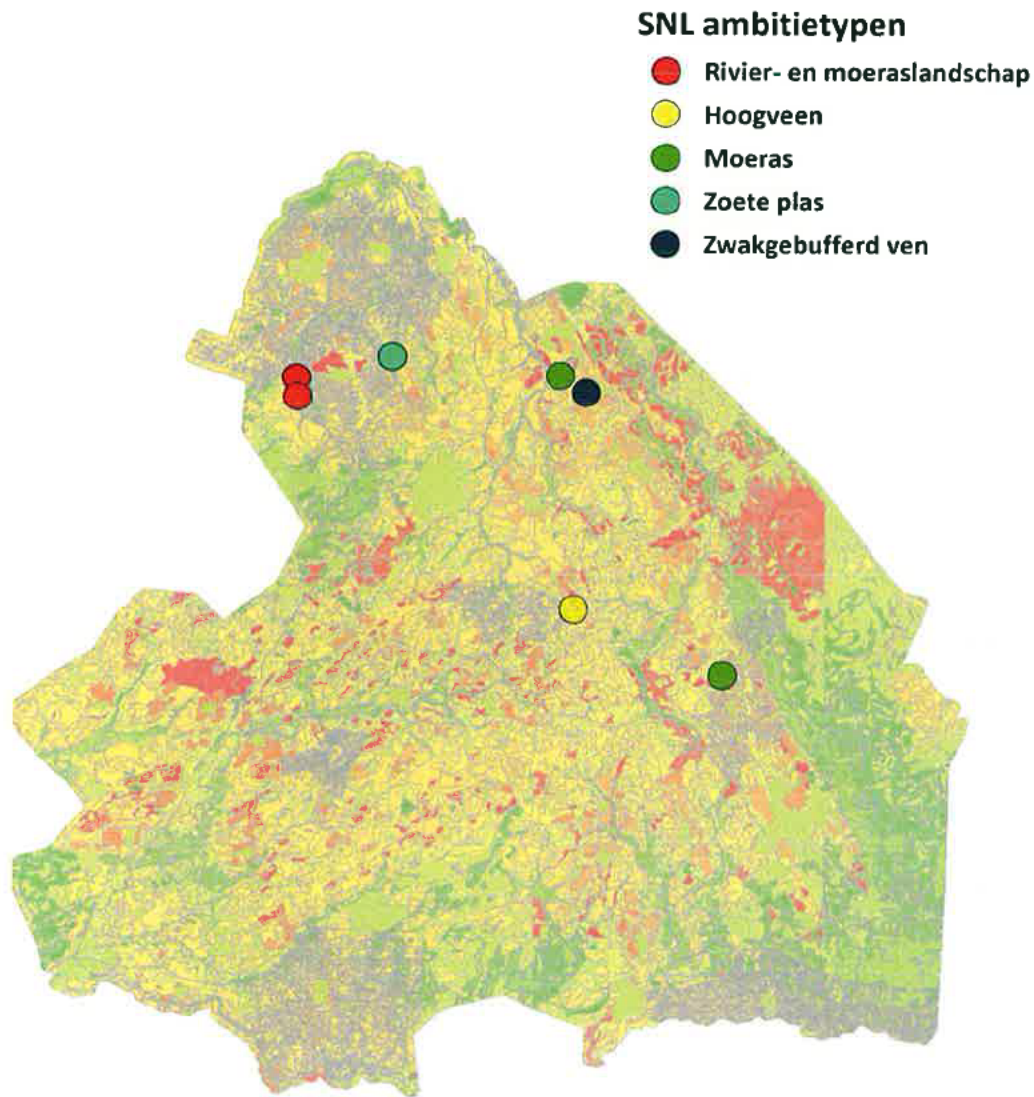 SNL ambitietypen
Rivier- en moeraslandschap
Hoogveen
Moeras
Zoete plas
Zwakgebufferd ven